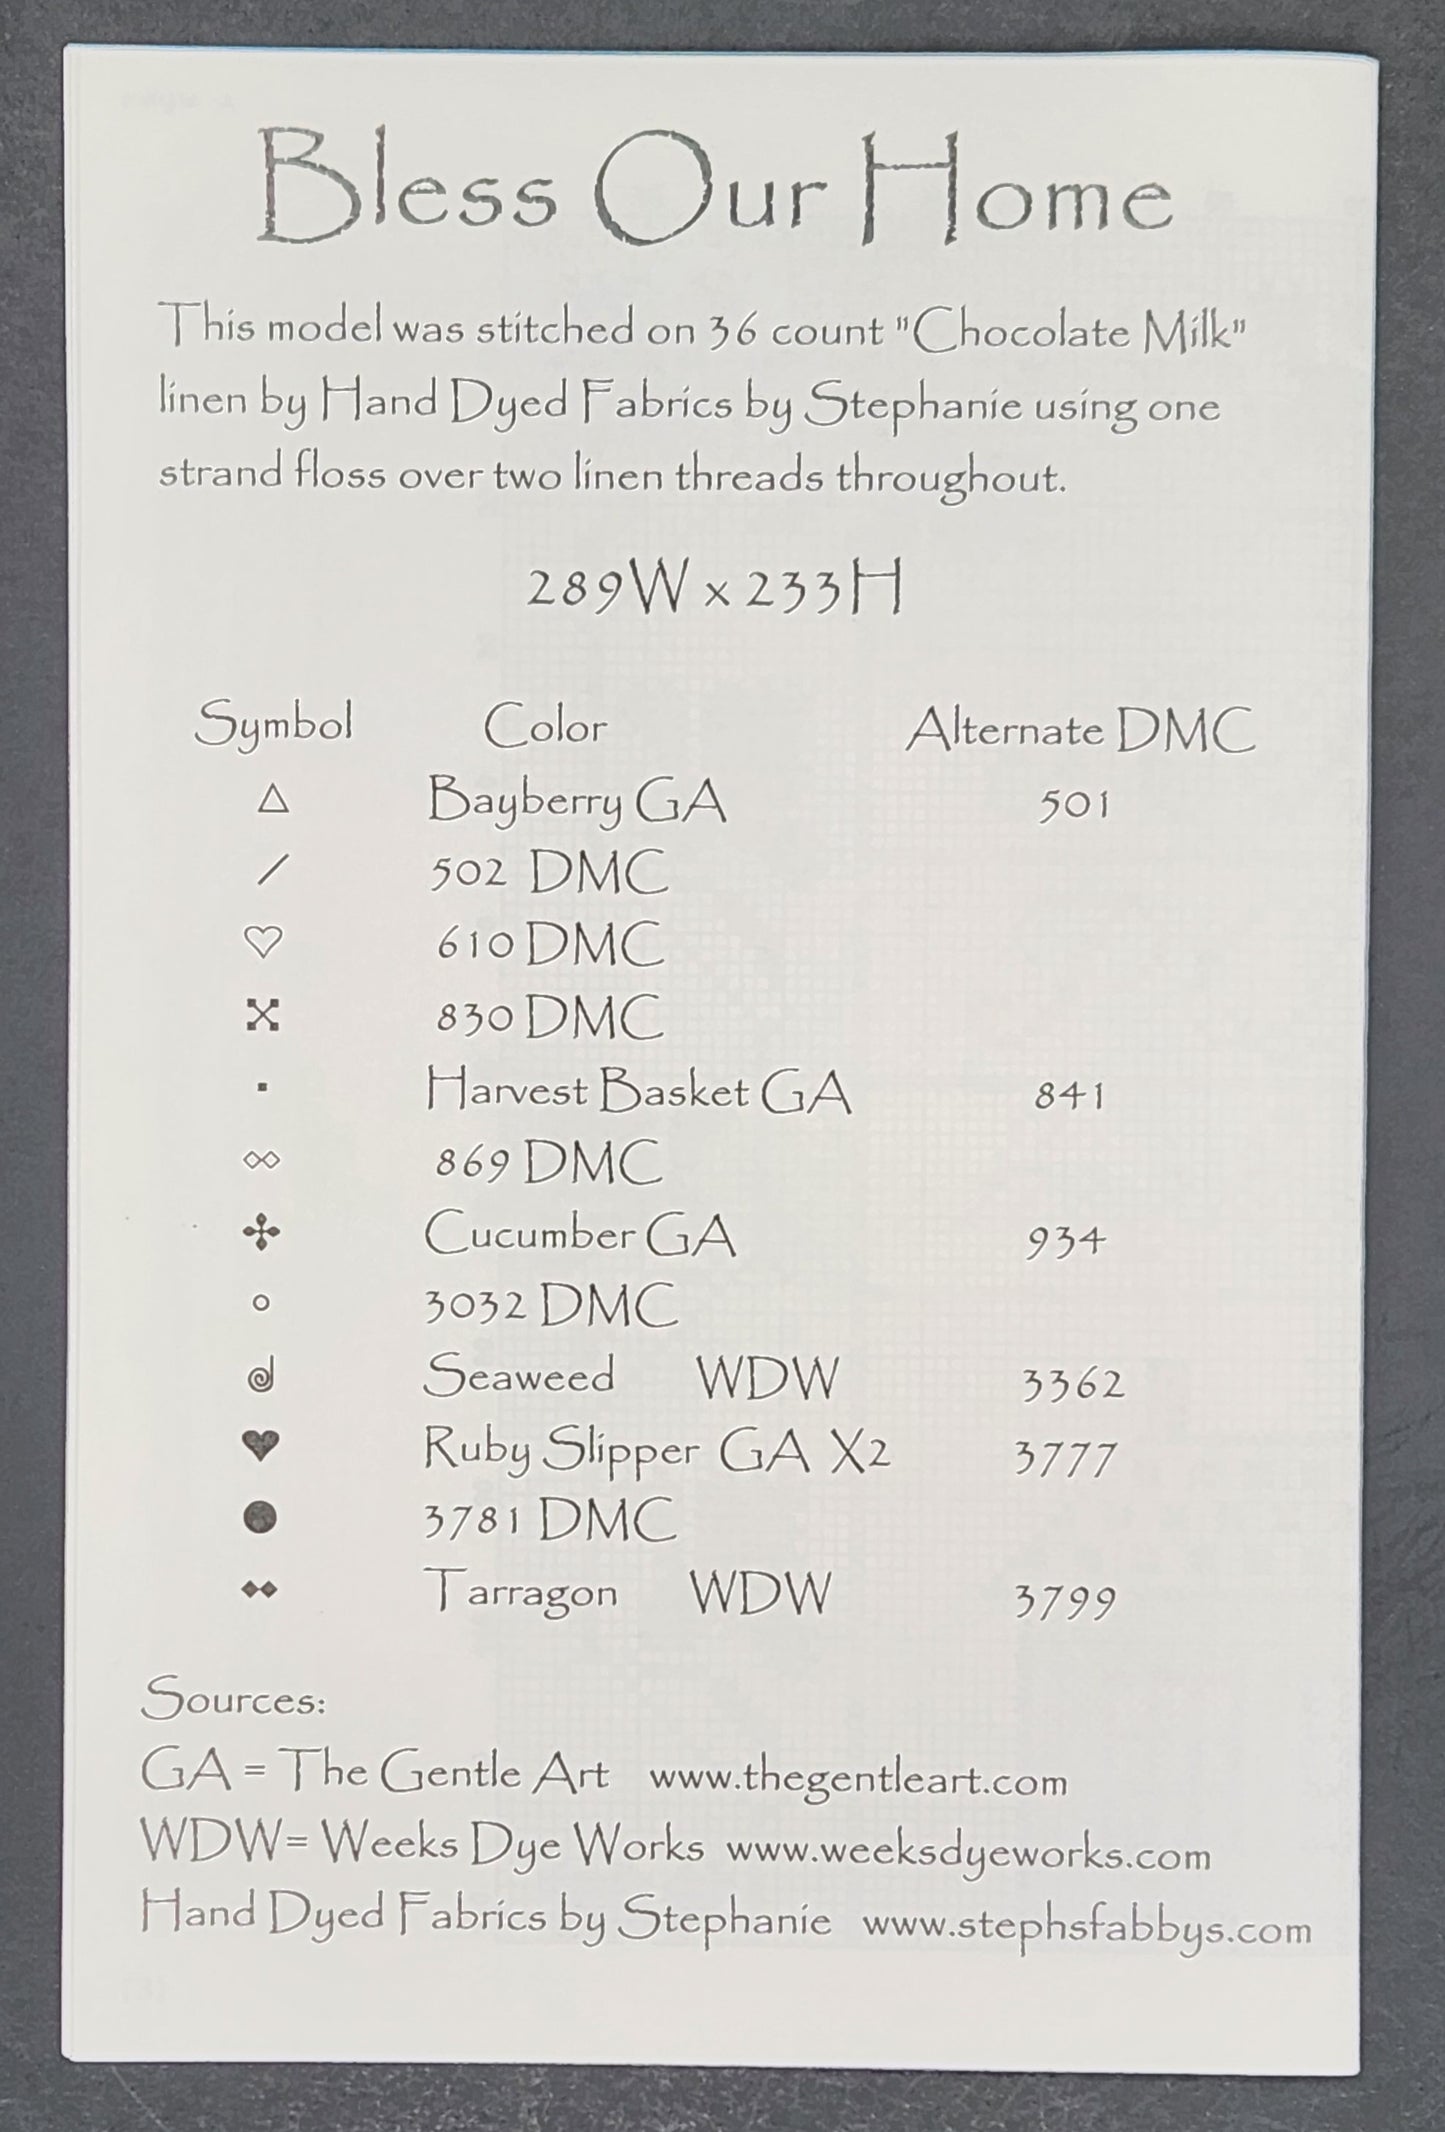 Bless Our Home
This model was stitched on 36 count "Chocolate Milk"
linen by Hand Dyed Fabrics by Stephanie using one
strand floss over two linen threads throughout.
289W x 233H
Symbol Color Alternate DMC
△ Bayberry GA 501
/ 502 DMC
♡ 610 DMC
830 DMC
▪ Harvest Basket GA 841
869 DMC
Cucumber GA 934
○ 3032 DMC
Seaweed WDW 3362
♥ Ruby Slipper GA X2 3777
● 3781 DMC
Tarragon WDW 3799
Sources:
GA = The Gentle Art www.thegentleart.com
WDW= Weeks Dye Works www.weeksdyeworks.com
Hand Dyed Fabrics by Stephanie www.stephsfabbys.com